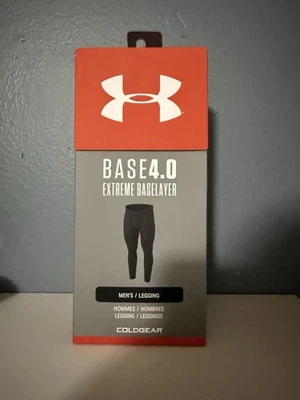 BASE4.0
EXTREME BASELAYER
MEN'S / LEGGING
HOMMES / HOMBRES
LEGGING / LEGGINGS
COLDGEAR